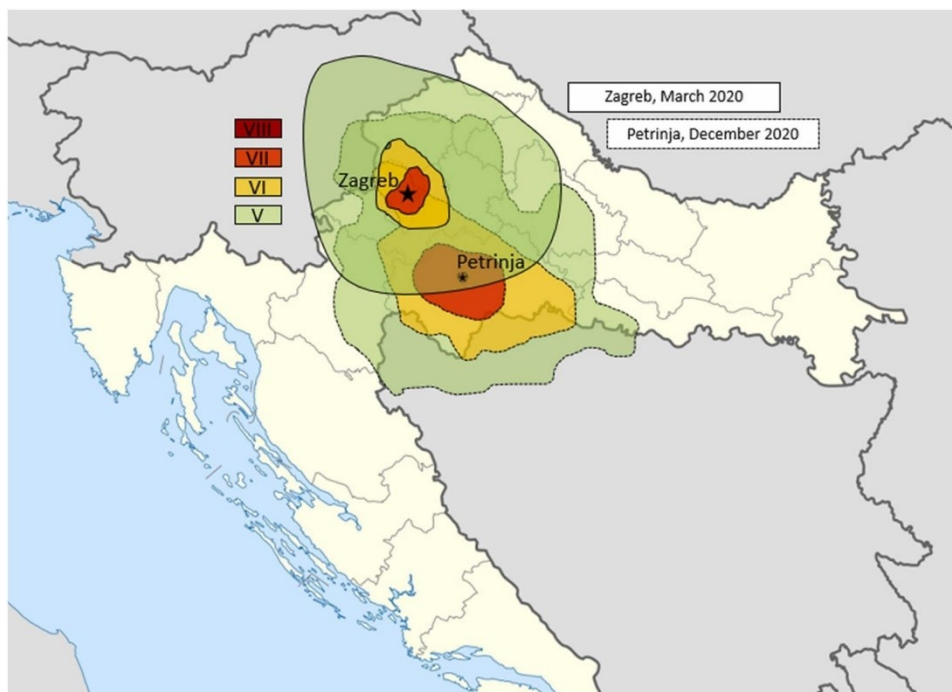 Zagreb, March 2020
Petrinja, December 2020
VIII
VII
VI
V
Zagreb
Petrinja